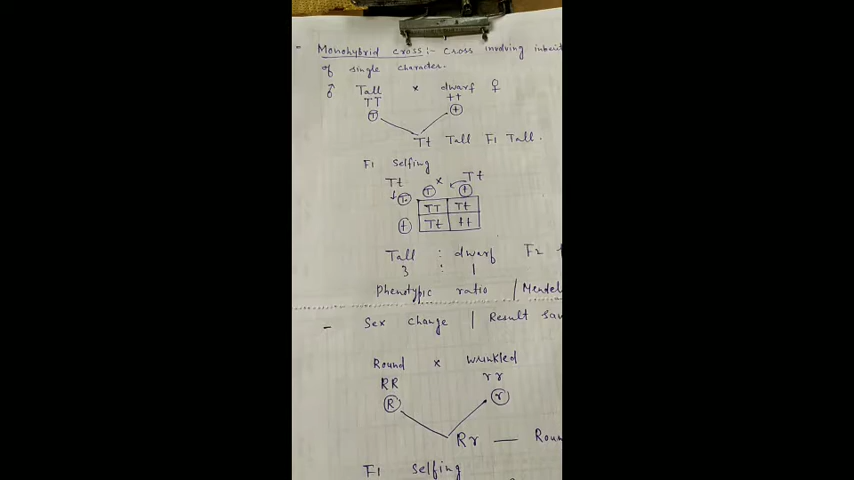 - Monohybrid cross :- Cross involving
of single character.
♂ Tall × dwarf ♀
TT tt
T t
Tt Tall F1 Tall.
F1 selfing
Tt × Tt
T t
T TT Tt
t Tt tt
Tall : dwarf F2
3 : 1
Phenotypic ratio | Mendel
- Sex change | Result
Round × wrinkled
RR rr
R r
Rr — Roun
F1 selfing